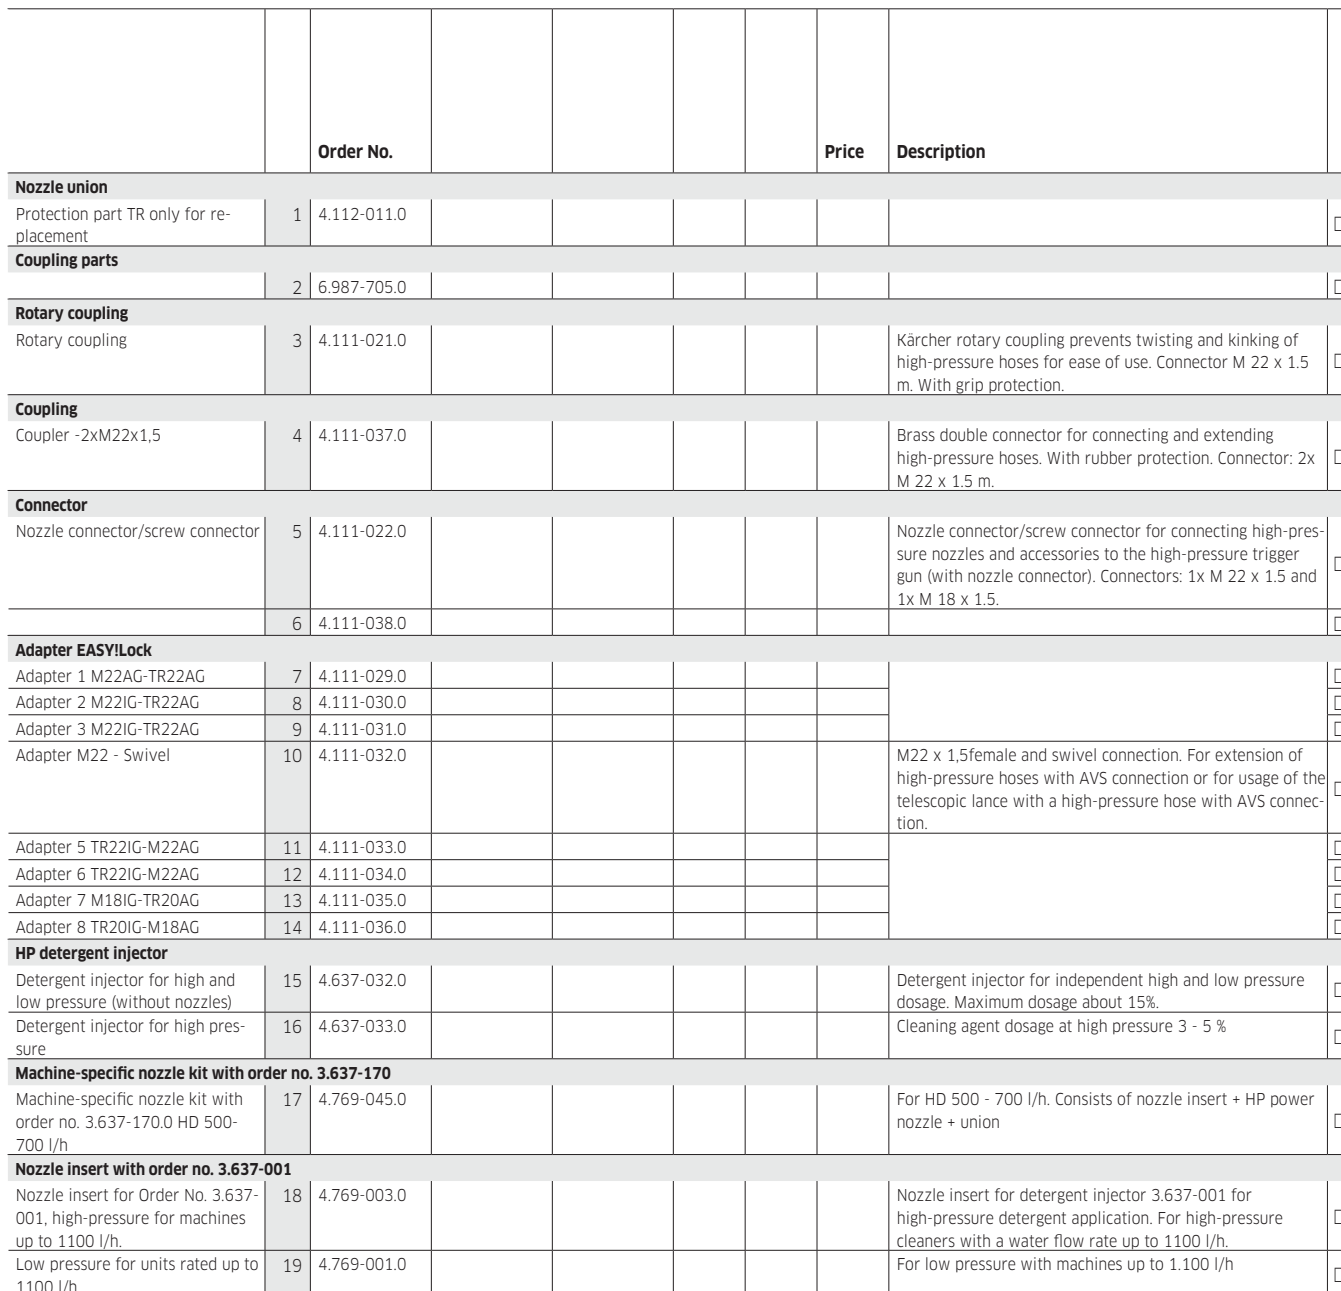 Order No. Price Description
Nozzle union
Protection part TR only for re- 1 4.112-011.0
placement
Coupling parts
2 6.987-705.0
Rotary coupling
Rotary coupling 3 4.111-021.0 Kärcher rotary coupling prevents twisting and kinking of
high-pressure hoses for ease of use. Connector M 22 x 1.5
m. With grip protection.
Coupling
Coupler -2xM22x1,5 4 4.111-037.0 Brass double connector for connecting and extending
high-pressure hoses. With rubber protection. Connector: 2x
M 22 x 1.5 m.
Connector
Nozzle connector/screw connector 5 4.111-022.0 Nozzle connector/screw connector for connecting high-pres-
sure nozzles and accessories to the high-pressure trigger
gun (with nozzle connector). Connectors: 1x M 22 x 1.5 and
1x M 18 x 1.5.
6 4.111-038.0
Adapter EASY!Lock
Adapter 1 M22AG-TR22AG 7 4.111-029.0
Adapter 2 M22IG-TR22AG 8 4.111-030.0
Adapter 3 M22IG-TR22AG 9 4.111-031.0
Adapter M22 - Swivel 10 4.111-032.0 M22 x 1,5female and swivel connection. For extension of
high-pressure hoses with AVS connection or for usage of the
telescopic lance with a high-pressure hose with AVS connec-
tion.
Adapter 5 TR22IG-M22AG 11 4.111-033.0
Adapter 6 TR22IG-M22AG 12 4.111-034.0
Adapter 7 M18IG-TR20AG 13 4.111-035.0
Adapter 8 TR20IG-M18AG 14 4.111-036.0
HP detergent injector
Detergent injector for high and 15 4.637-032.0 Detergent injector for independent high and low pressure
low pressure (without nozzles) dosage. Maximum dosage about 15%.
Detergent injector for high pres- 16 4.637-033.0 Cleaning agent dosage at high pressure 3 - 5 %
sure
Machine-specific nozzle kit with order no. 3.637-170
Machine-specific nozzle kit with 17 4.769-045.0 For HD 500 - 700 l/h. Consists of nozzle insert + HP power
order no. 3.637-170.0 HD 500- nozzle + union
700 l/h
Nozzle insert with order no. 3.637-001
Nozzle insert for Order No. 3.637- 18 4.769-003.0 Nozzle insert for detergent injector 3.637-001 for
001, high-pressure for machines high-pressure detergent application. For high-pressure
up to 1100 l/h. cleaners with a water flow rate up to 1100 l/h.
Low pressure for units rated up to 19 4.769-001.0 For low pressure with machines up to 1.100 l/h
1100 l/h